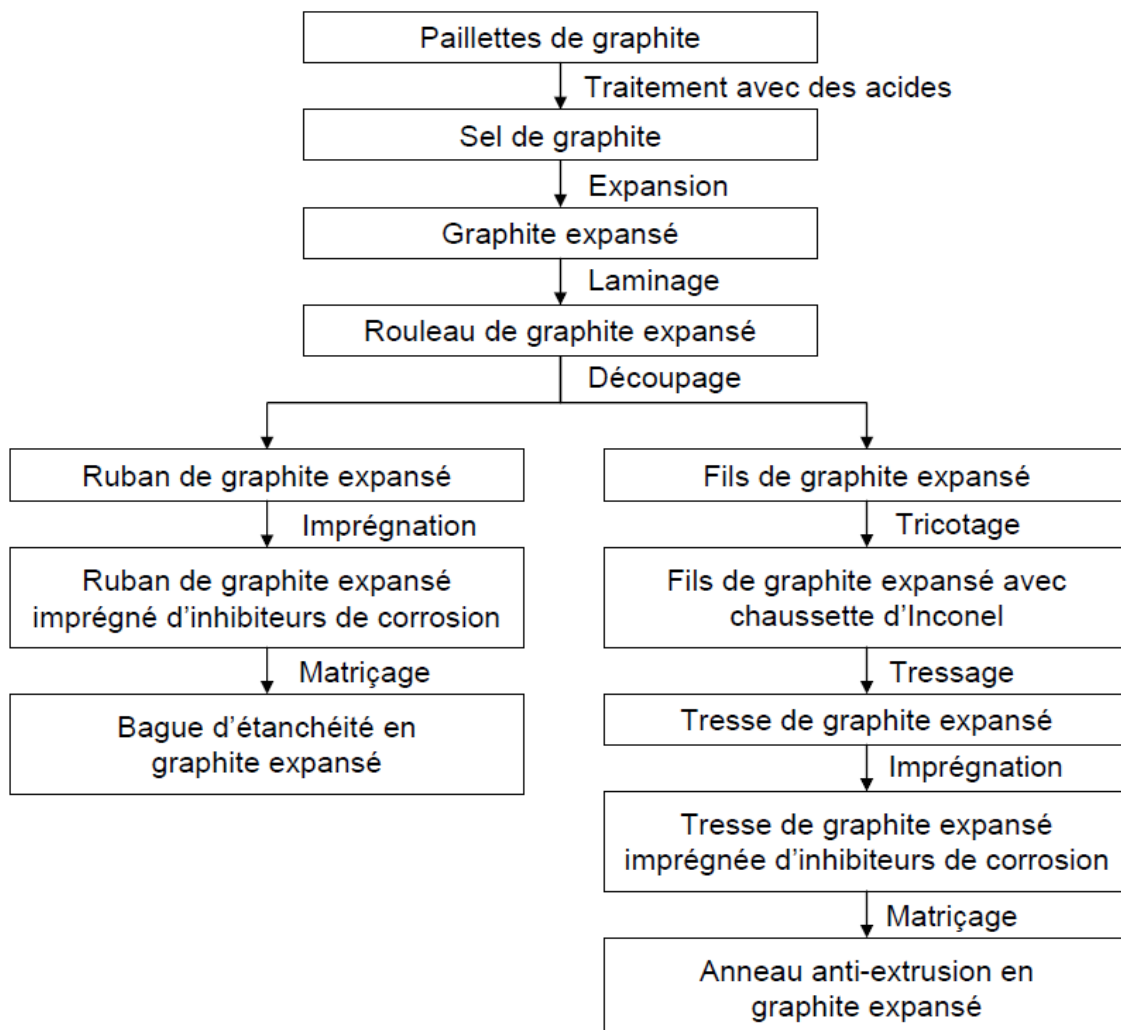 Paillettes de graphite
Traitement avec des acides
Sel de graphite
Expansion
Graphite expansé
Laminage
Rouleau de graphite expansé
Découpage
Ruban de graphite expansé
Imprégnation
Ruban de graphite expansé
imprégné d'inhibiteurs de corrosion
Matriçage
Bague d'étanchéité en
graphite expansé
Fils de graphite expansé
Tricotage
Fils de graphite expansé avec
chaussette d'Inconel
Tressage
Tresse de graphite expansé
Imprégnation
Tresse de graphite expansé
imprégnée d'inhibiteurs de corrosion
Matriçage
Anneau anti-extrusion en
graphite expansé